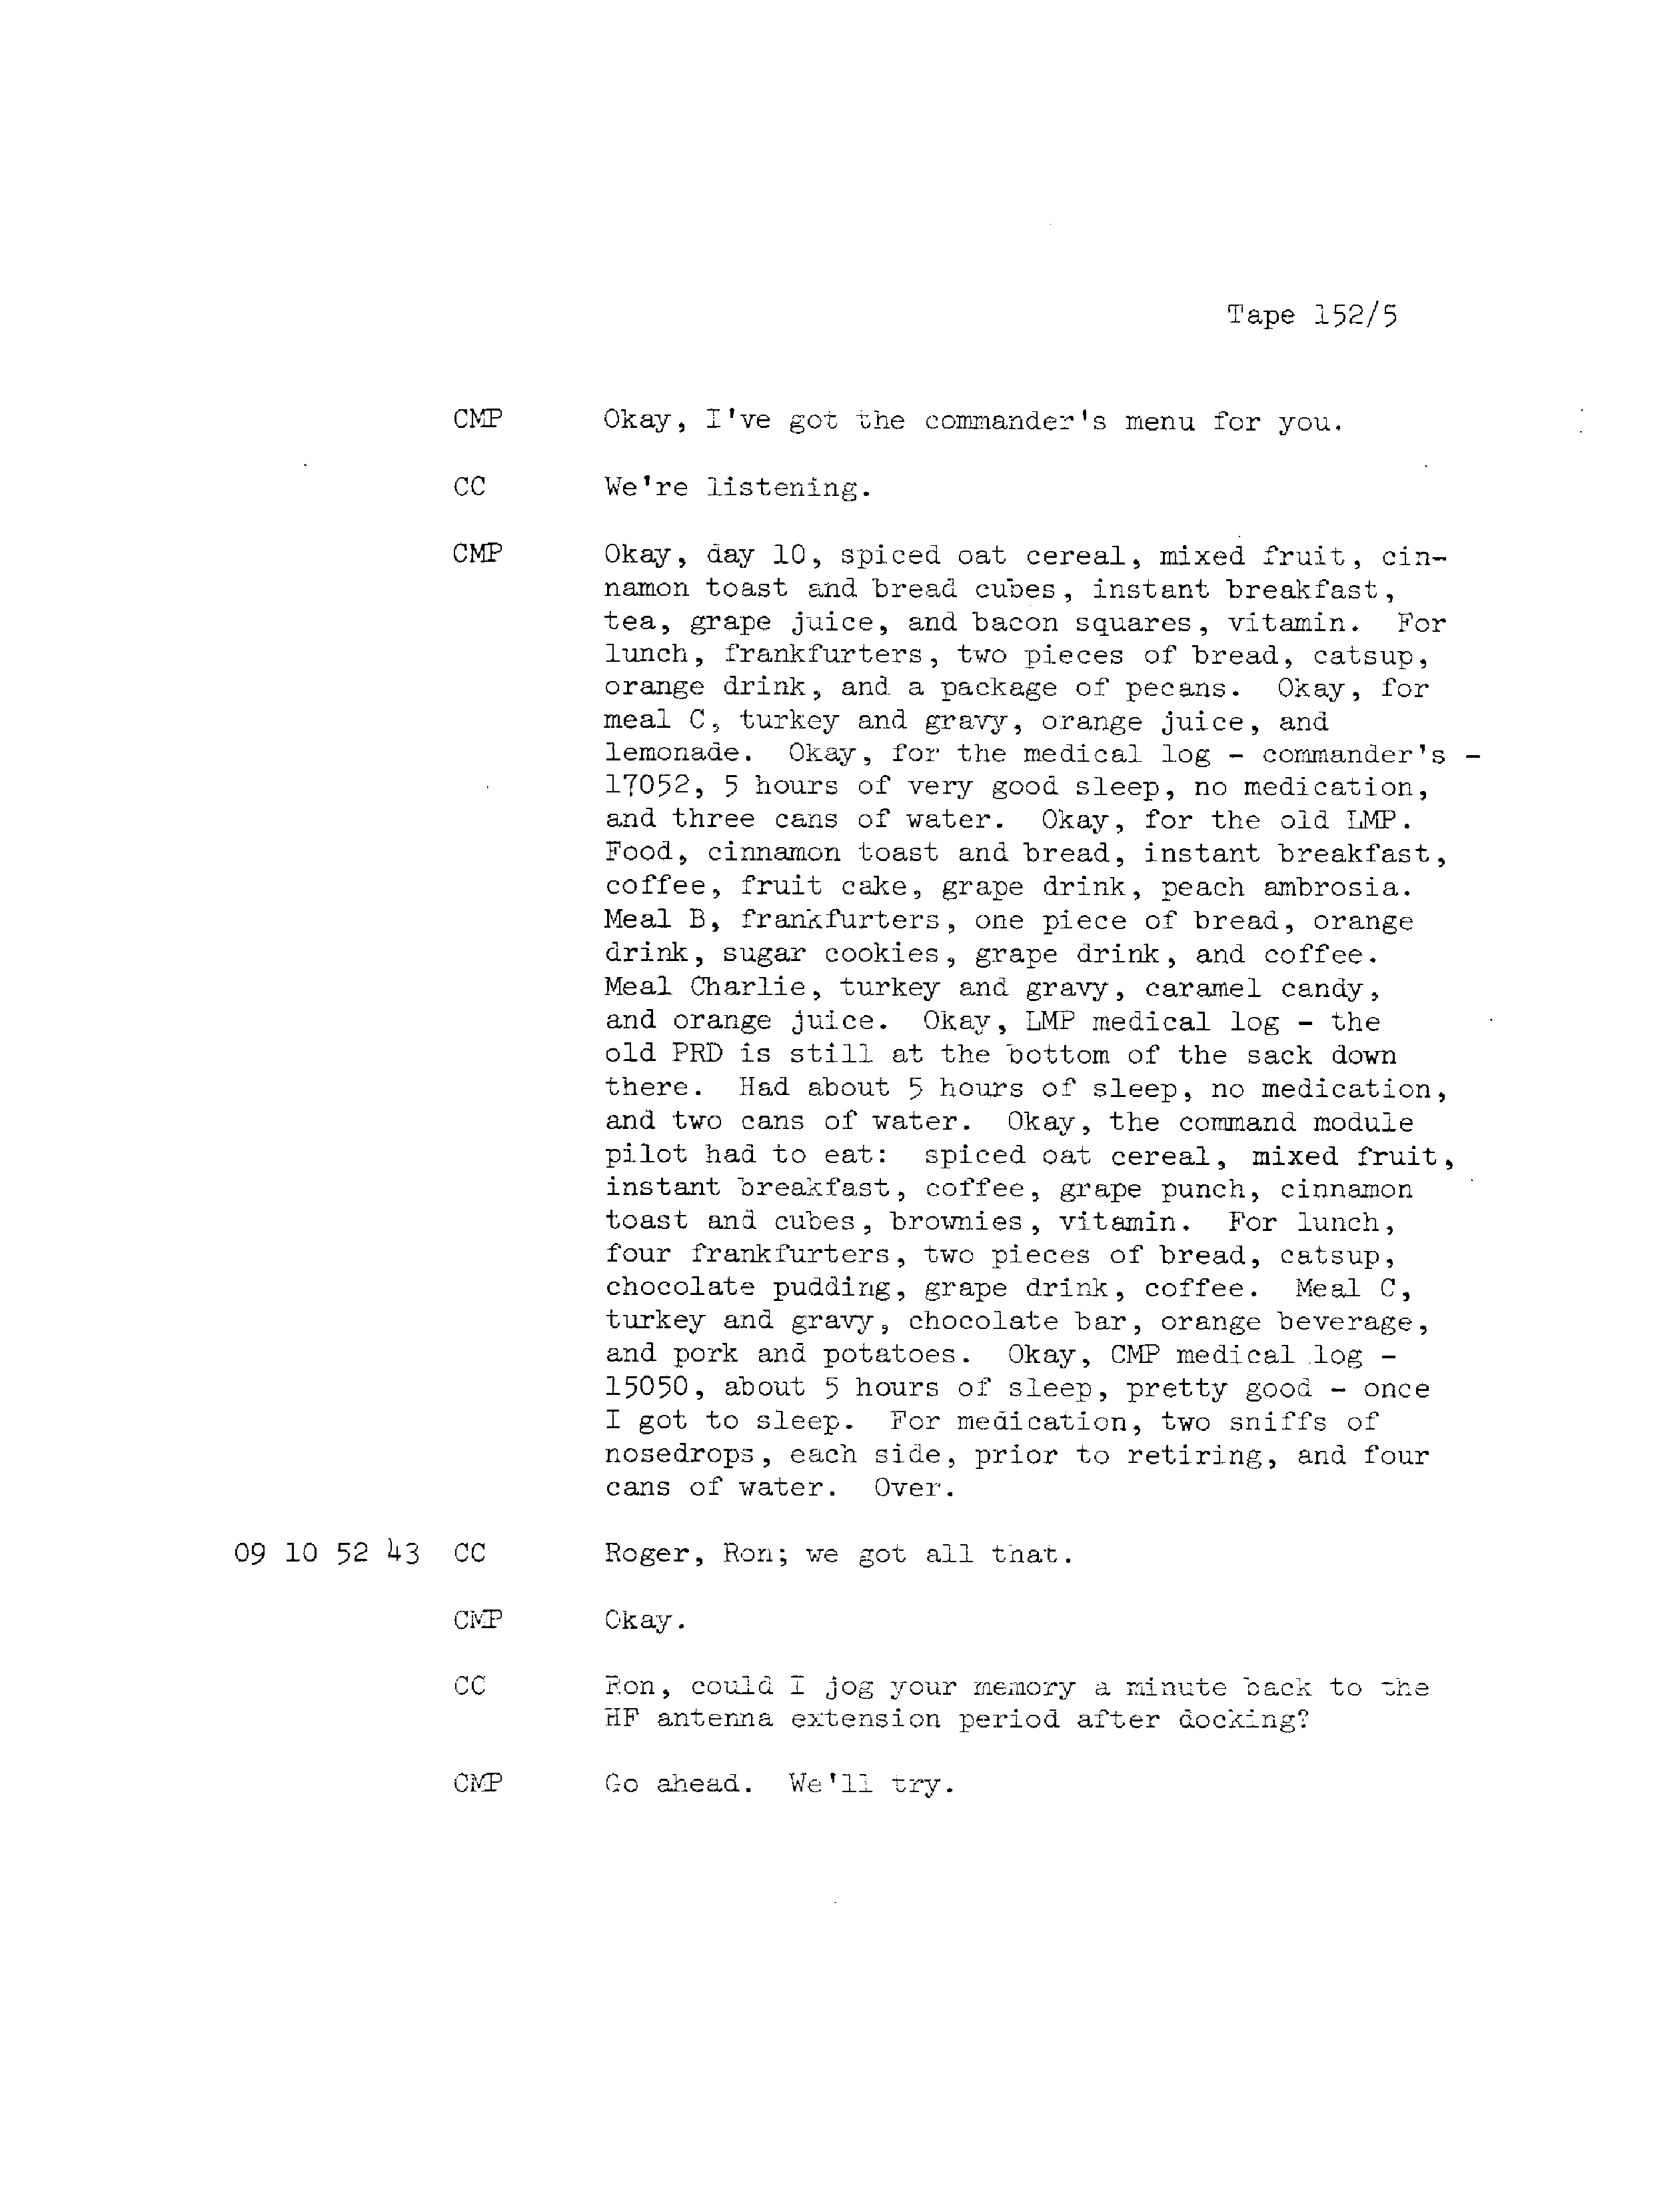 Tape 152/5
CMP Okay, I've got the commander's menu for you.
CC We're listening.
CMP Okay, day 10, spiced oat cereal, mixed fruit, cin-
namon toast and bread cubes, instant breakfast,
tea, grape juice, and bacon squares, vitamin. For
lunch, frankfurters, two pieces of bread, catsup,
orange drink, and a package of pecans. Okay, for
meal C, turkey and gravy, orange juice, and
lemonade. Okay, for the medical log - commander's -
17052, 5 hours of very good sleep, no medication,
and three cans of water. Okay, for the old LMP.
Food, cinnamon toast and bread, instant breakfast,
coffee, fruit cake, grape drink, peach ambrosia.
Meal B, frankfurters, one piece of bread, orange
drink, sugar cookies, grape drink, and coffee.
Meal Charlie, turkey and gravy, caramel candy,
and orange juice. Okay, LMP medical log - the
old PRD is still at the bottom of the sack down
there. Had about 5 hours of sleep, no medication,
and two cans of water. Okay, the command module
pilot had to eat: spiced oat cereal, mixed fruit,
instant breakfast, coffee, grape punch, cinnamon
toast and cubes, brownies, vitamin. For lunch,
four frankfurters, two pieces of bread, catsup,
chocolate pudding, grape drink, coffee. Meal C,
turkey and gravy, chocolate bar, orange beverage,
and pork and potatoes. Okay, CMP medical log -
15050, about 5 hours of sleep, pretty good - once
I got to sleep. For medication, two sniffs of
nosedrops, each side, prior to retiring, and four
cans of water. Over.
09 10 52 43 CC Roger, Ron; we got all that.
CMP Okay.
CC Ron, could I jog your memory a minute back to the
HF antenna extension period after docking?
CMP Go ahead. We'll try.